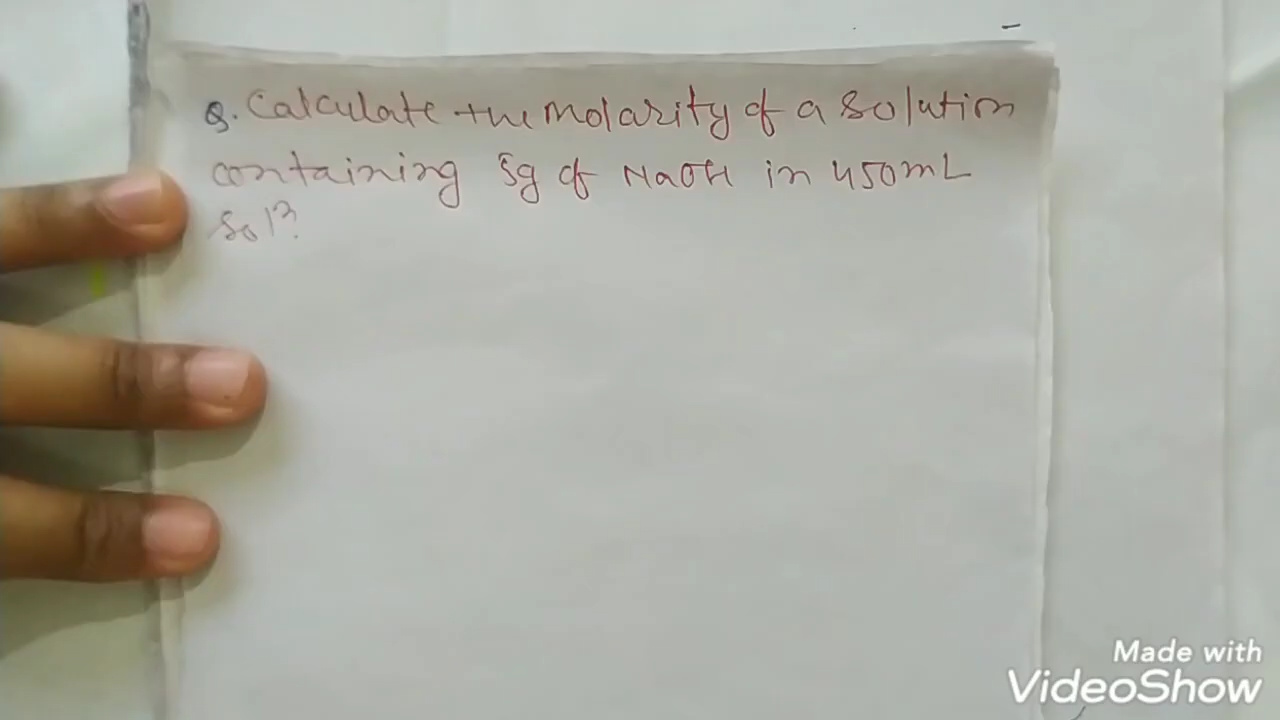 Q. Calculate the Molarity of a Solution
containing 5g of NaOH in 450mL
Sol?
Made with
VideoShow